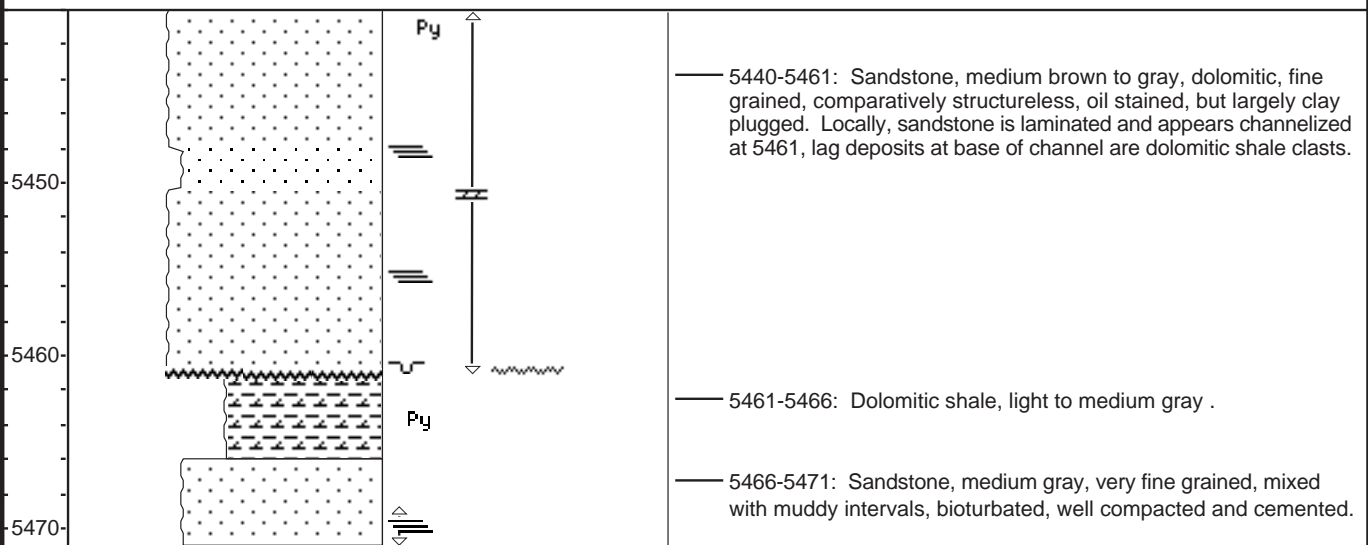 Py
5440-5461: Sandstone, medium brown to gray, dolomitic, fine
grained, comparatively structureless, oil stained, but largely clay
plugged. Locally, sandstone is laminated and appears channelized
at 5461, lag deposits at base of channel are dolomitic shale clasts.
5450
5460
5461-5466: Dolomitic shale, light to medium gray .
Py
5466-5471: Sandstone, medium gray, very fine grained, mixed
with muddy intervals, bioturbated, well compacted and cemented.
5470